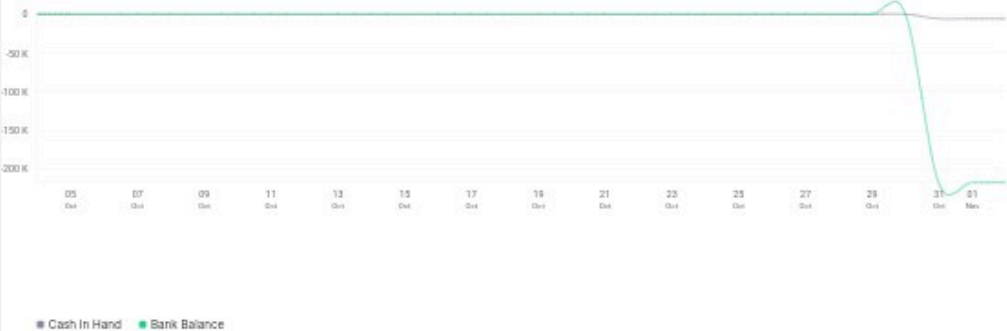 0
-50 K
-100 K
-150 K
-200 K
05 07 09 11 13 15 17 19 21 23 25 27 29 31 01
Oct Oct Oct Oct Oct Oct Oct Oct Oct Oct Oct Oct Oct Oct Nov
Cash In Hand Bank Balance